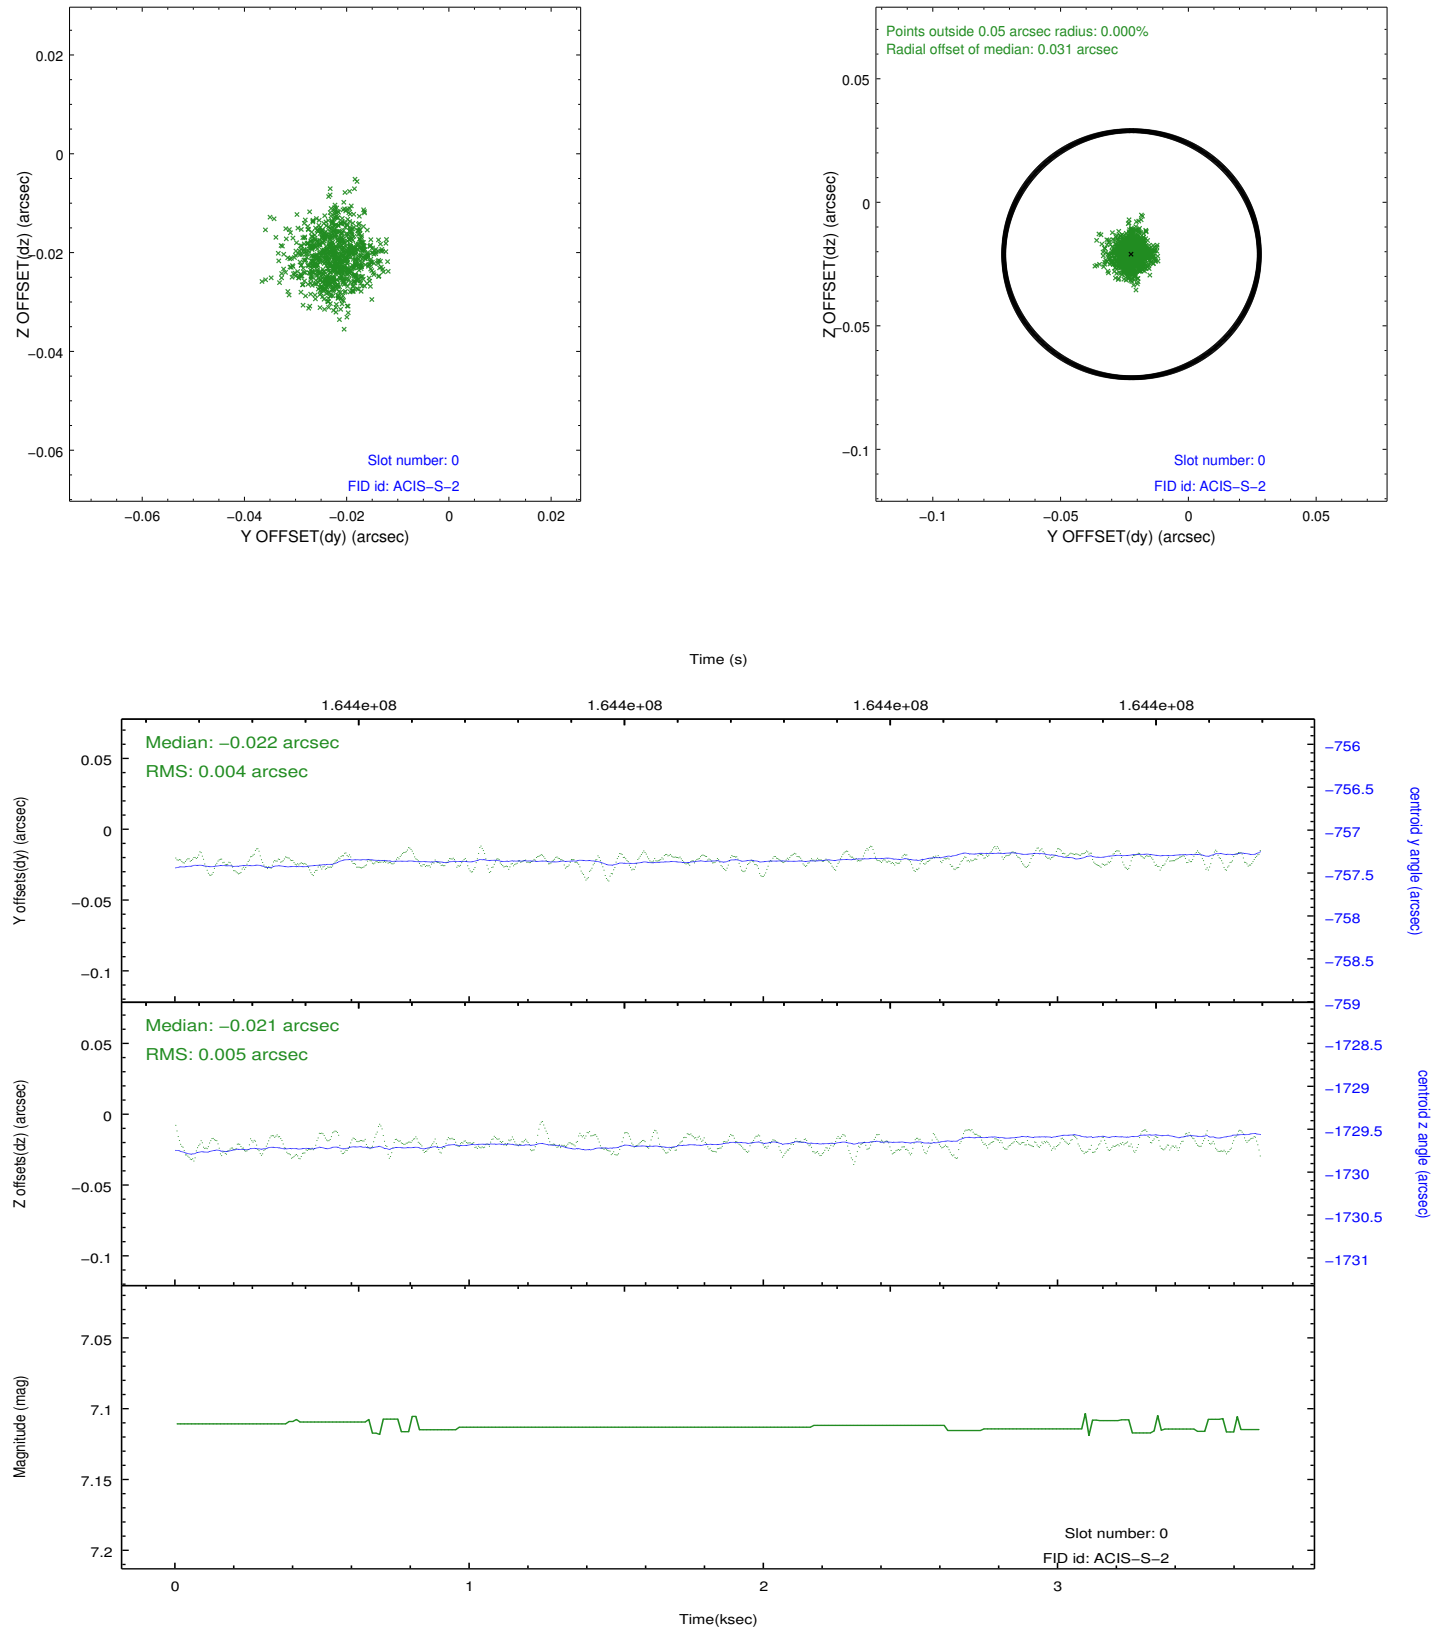 0.02
0
−0.02
−0.04
−0.06
Z OFFSET(dz) (arcsec)
Slot number: 0
FID id: ACIS−S−2
−0.06
−0.04
−0.02
0
0.02
Y OFFSET(dy) (arcsec)
Points outside 0.05 arcsec radius: 0.000%
Radial offset of median: 0.031 arcsec
0.05
0
−0.05
−0.1
Z OFFSET(dz) (arcsec)
Slot number: 0
FID id: ACIS−S−2
−0.1
−0.05
0
0.05
Y OFFSET(dy) (arcsec)
Time (s)
1.644e+08
1.644e+08
1.644e+08
1.644e+08
Median: −0.022 arcsec
RMS: 0.004 arcsec
0.05
0
−0.05
−0.1
Y offsets(dy) (arcsec)
−756
−756.5
−757
−757.5
−758
−758.5
−759
centroid y angle (arcsec)
Median: −0.021 arcsec
RMS: 0.005 arcsec
0.05
0
−0.05
−0.1
Z offsets(dz) (arcsec)
−1728.5
−1729
−1729.5
−1730
−1730.5
−1731
centroid z angle (arcsec)
7.05
7.1
7.15
7.2
Magnitude (mag)
Slot number: 0
FID id: ACIS−S−2
0
1
2
3
Time(ksec)